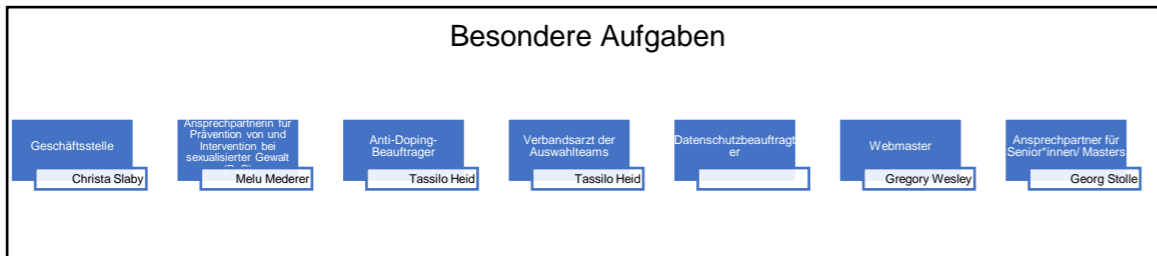 Besondere Aufgaben
Geschäftsstelle
Christa Slaby
Ansprechpartnerin für
Prävention von und
Intervention bei
sexualisierter Gewalt
Melu Mederer
Anti-Doping-
Beauftrager
Tassilo Heid
Verbandsarzt der
Auswahlteams
Tassilo Heid
Datenschutzbeauftragt
er
Webmaster
Gregory Wesley
Ansprechpartner für
Senior*innen/ Masters
Georg Stolle